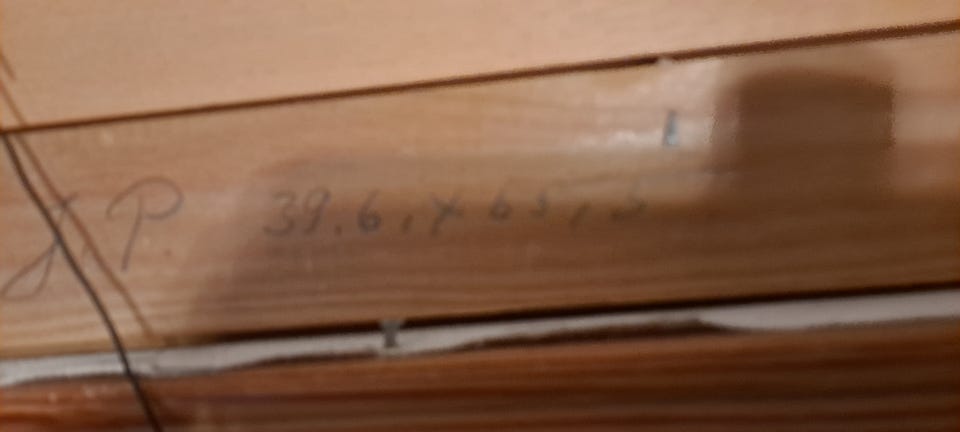 J. P. 39.6, x 65, 5